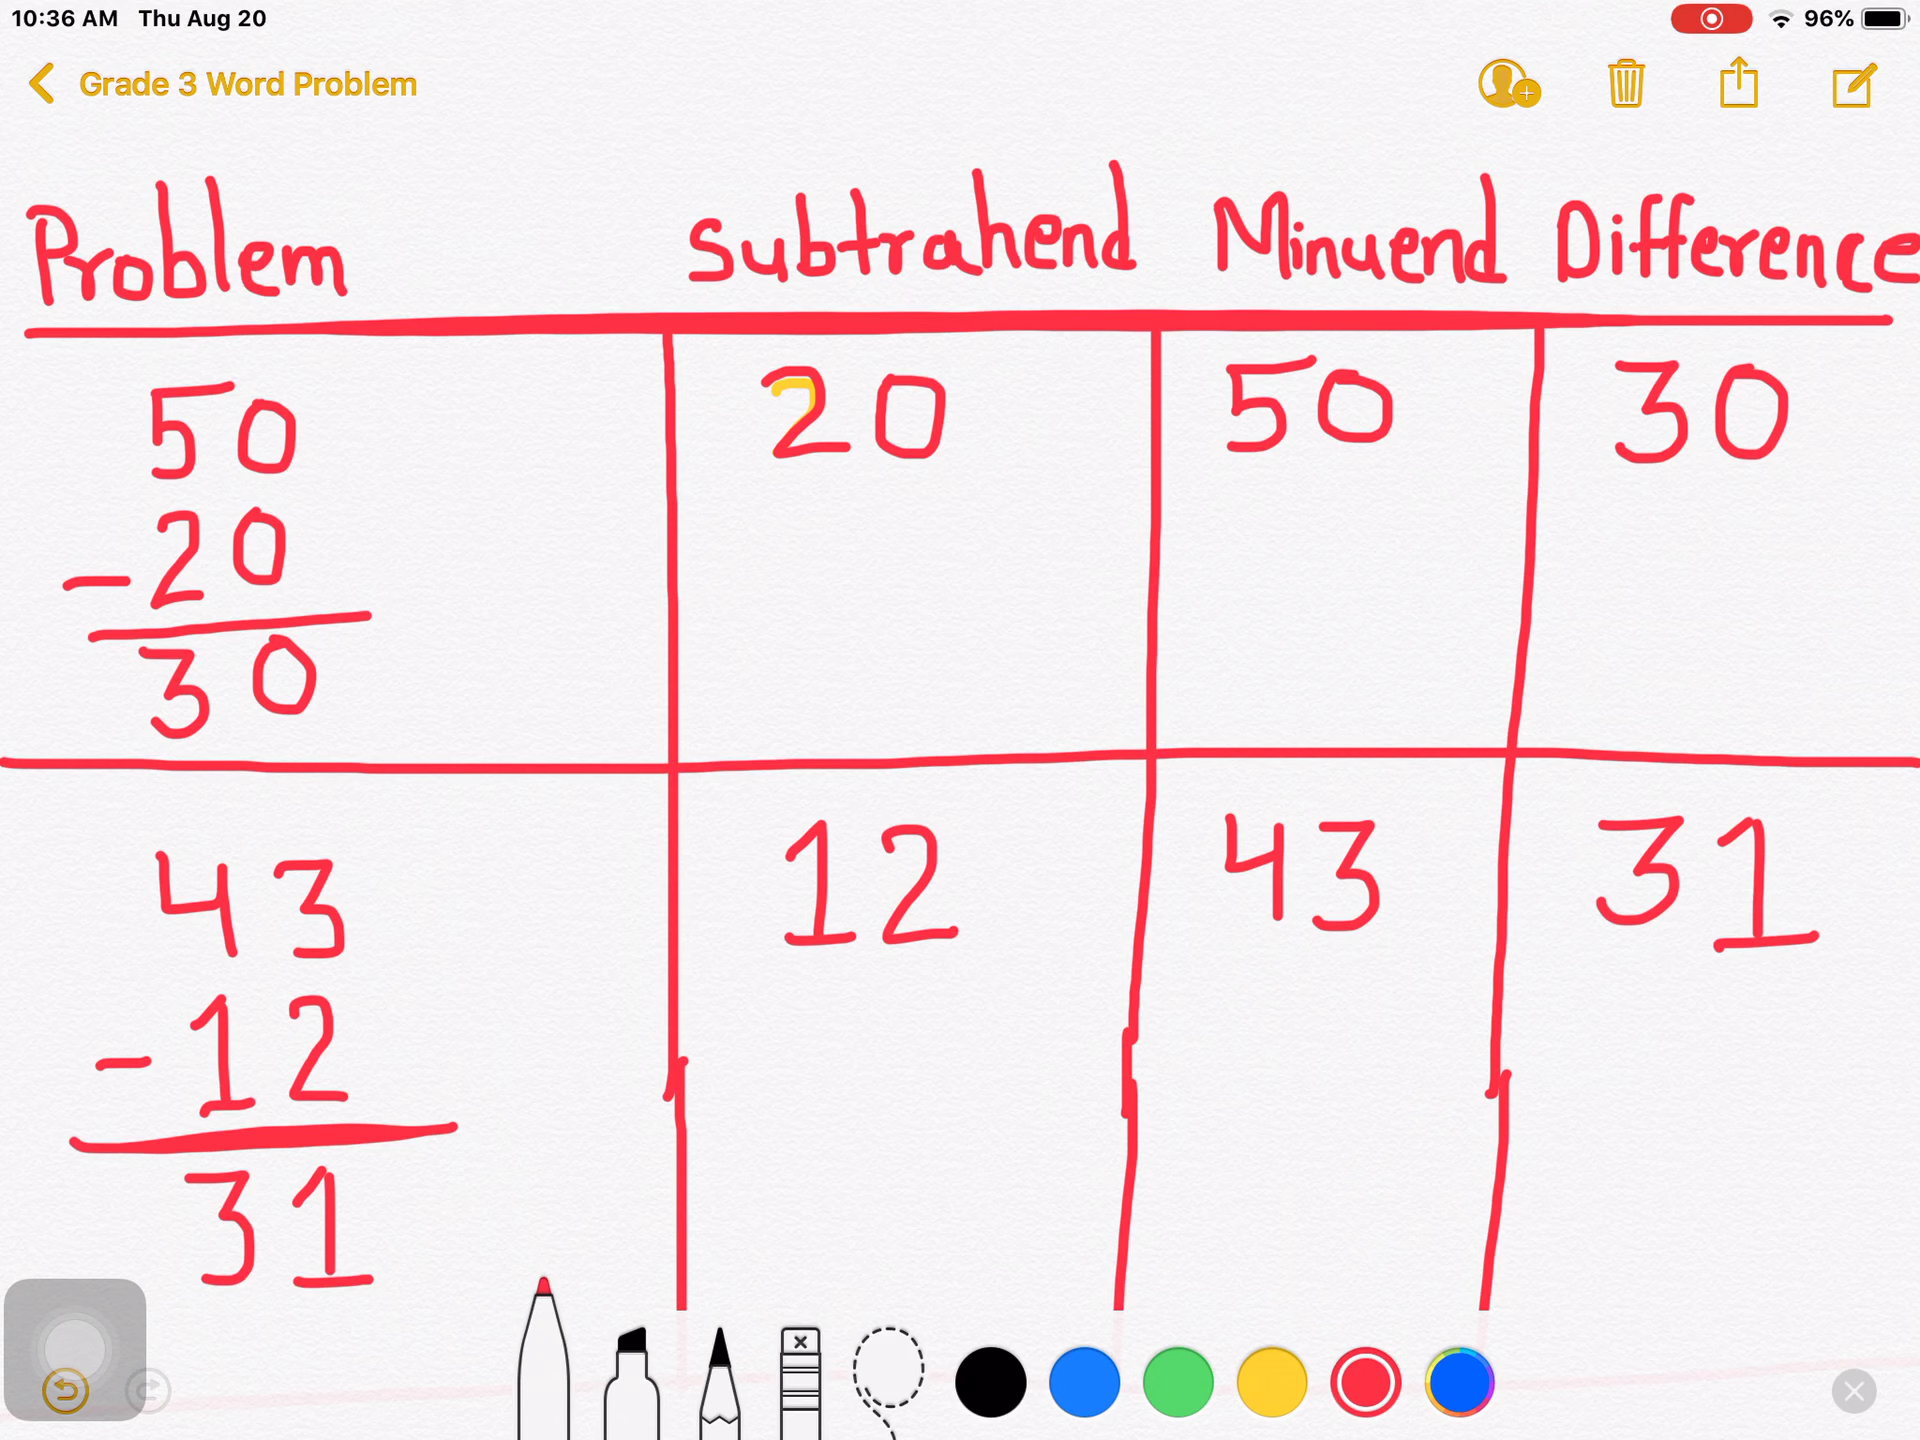 10:36 AM Thu Aug 20 96%
Grade 3 Word Problem
Problem Subtrahend Minuend Difference
50 20 50 30
-20
30
43 12 43 31
-12
31